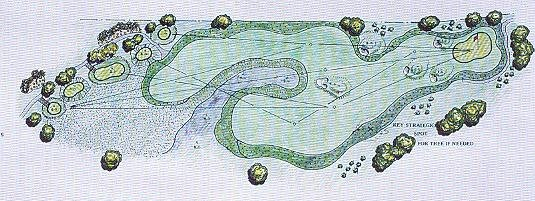 KEY STRATEGIC
SPOT
FOR TREE IF NEEDED